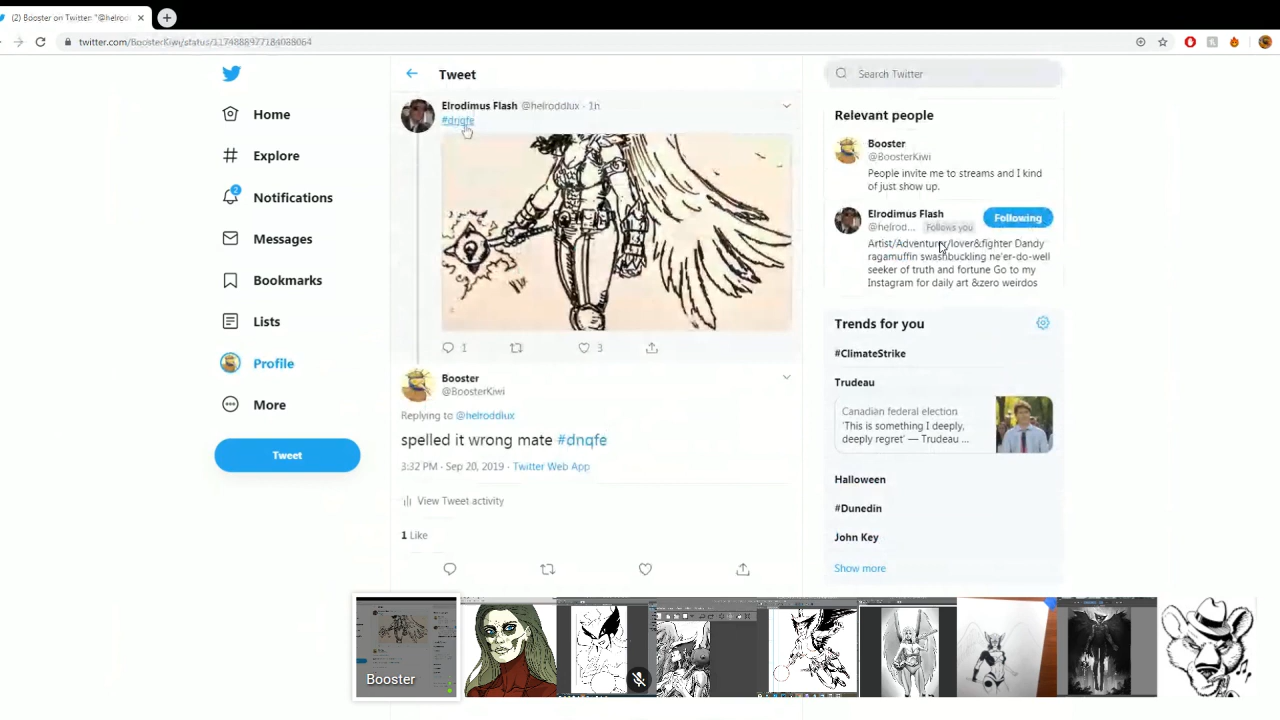 (2) Booster on Twitter: "@helrod
twitter.com/BoosterKiwi/status/
Home
Explore
2
Notifications
Messages
Bookmarks
Lists
Profile
More
Tweet
Tweet
Elrodimus Flash @helroddlux · 1h
#drıqfe
1
3
Booster
@BoosterKiwi
Replying to @helroddlux
spelled it wrong mate #dnqfe
3:32 PM · Sep 20, 2019 · Twitter Web App
View Tweet activity
1 Like
Search Twitter
Relevant people
Booster
@BoosterKiwi
People invite me to streams and I kind
of just show up.
Elrodimus Flash
Following
@helrod... Follows you
Artist/Adventurer/lover&fighter Dandy
ragamuffin swashbuckling ne'er-do-well
seeker of truth and fortune Go to my
Instagram for daily art &zero weirdos
Trends for you
#ClimateStrike
Trudeau
Canadian federal election
'This is something I deeply,
deeply regret' — Trudeau ...
Halloween
#Dunedin
John Key
Show more
Booster